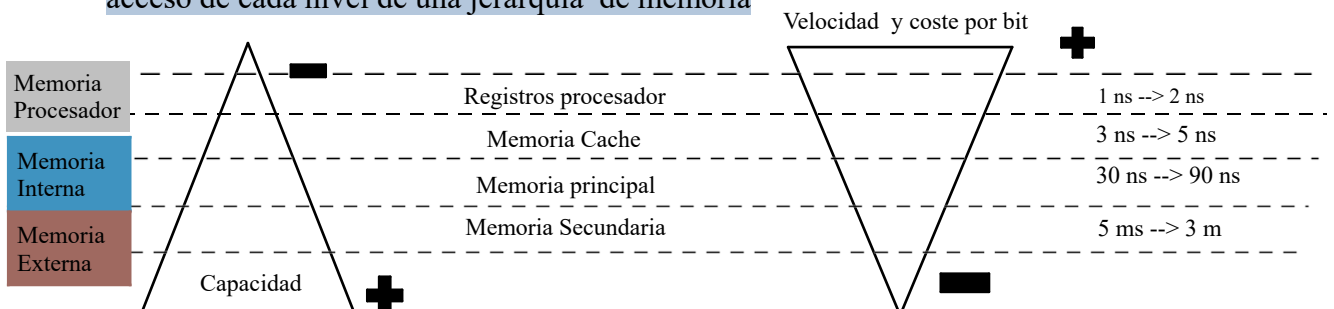 acceso de cada nivel de una jerarquía de memoria
Velocidad y coste por bit
Memoria
Procesador
Registros procesador
1 ns --> 2 ns
Memoria Cache
3 ns --> 5 ns
Memoria
Interna
Memoria principal
30 ns --> 90 ns
Memoria Secundaria
5 ms --> 3 m
Memoria
Externa
Capacidad